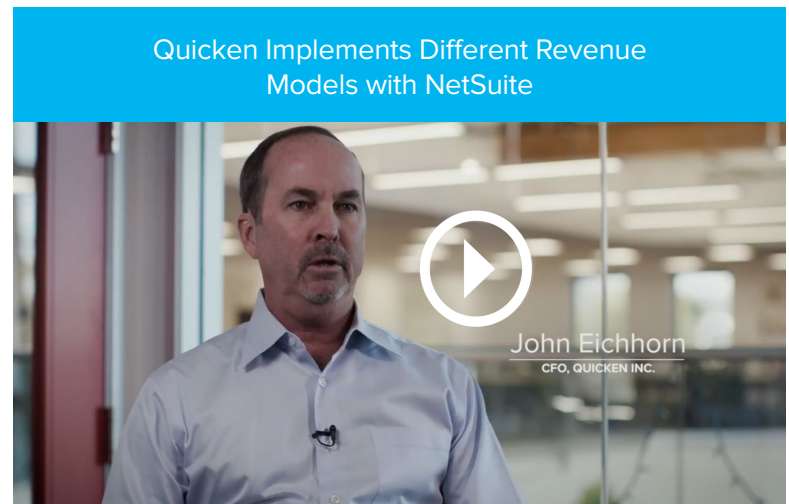 Quicken Implements Different Revenue
Models with NetSuite
John Eichhorn
CFO, QUICKEN INC.